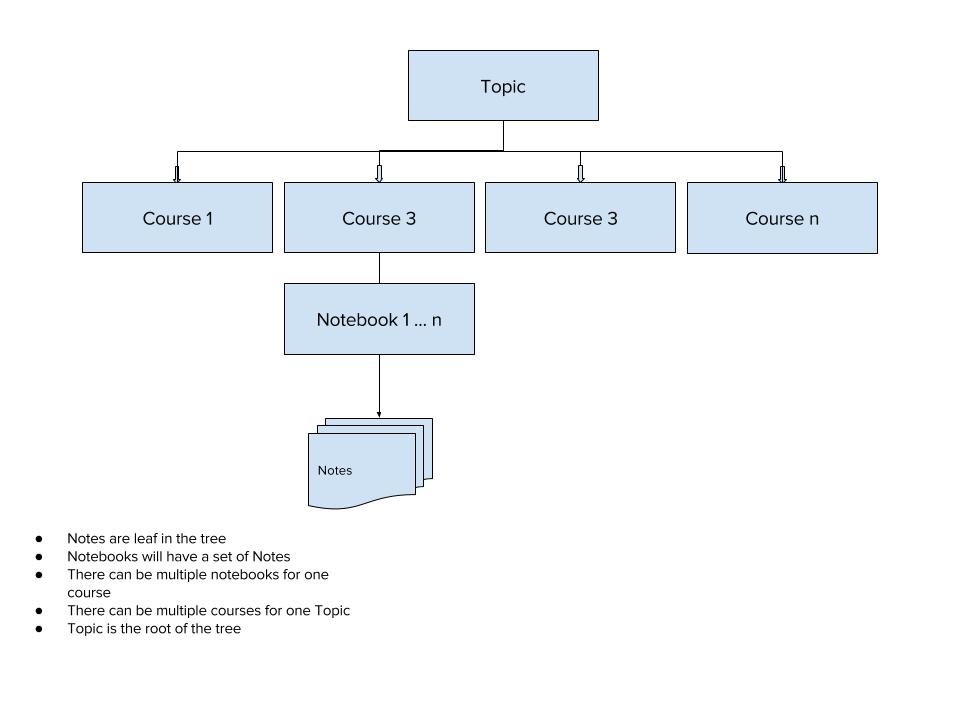 Topic
Course 1
Course 3
Course 3
Course n
Notebook 1 ... n
Notes
● Notes are leaf in the tree
● Notebooks will have a set of Notes
● There can be multiple notebooks for one
course
● There can be multiple courses for one Topic
● Topic is the root of the tree